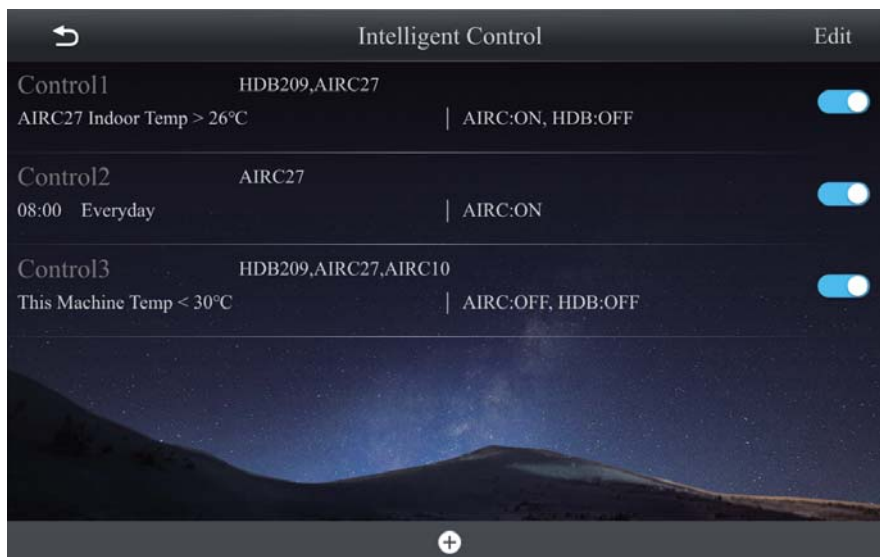 Intelligent Control Edit
Control1 HDB209,AIRC27
AIRC27 Indoor Temp > 26℃ | AIRC:ON, HDB:OFF
Control2 AIRC27
08:00 Everyday | AIRC:ON
Control3 HDB209,AIRC27,AIRC10
This Machine Temp < 30℃ | AIRC:OFF, HDB:OFF